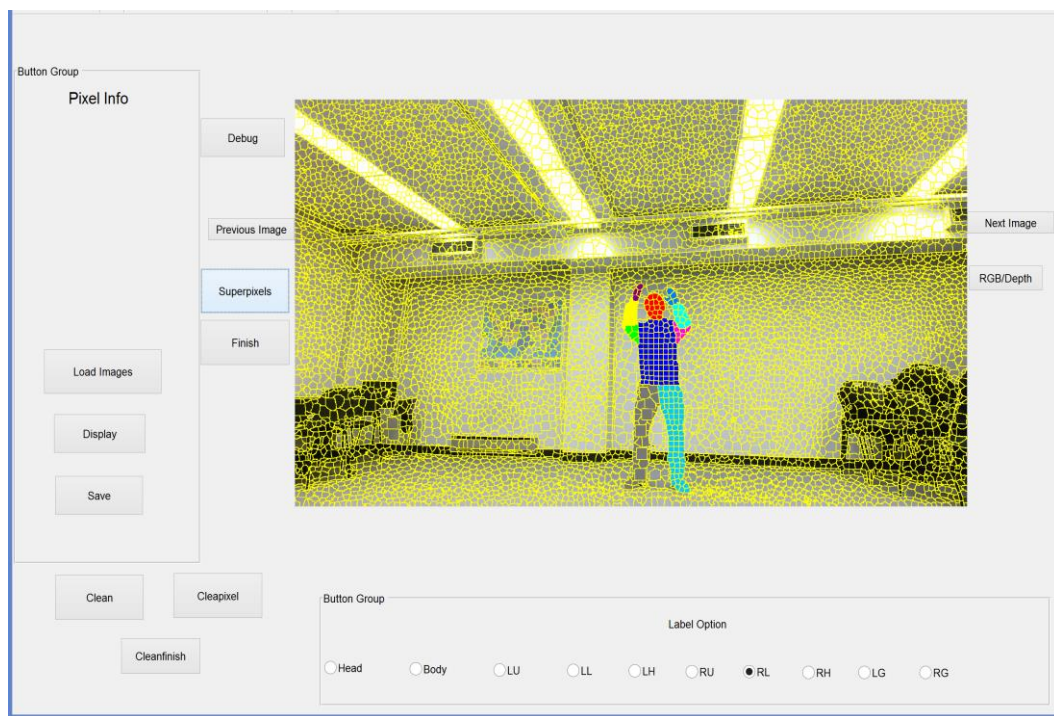 Button Group
Pixel Info
Debug
Previous Image
Next Image
Superpixels
RGB/Depth
Finish
Load Images
Display
Save
Clean
Cleapixel
Cleanfinish
Button Group
Label Option
Head Body LU LL LH RU RL RH LG RG